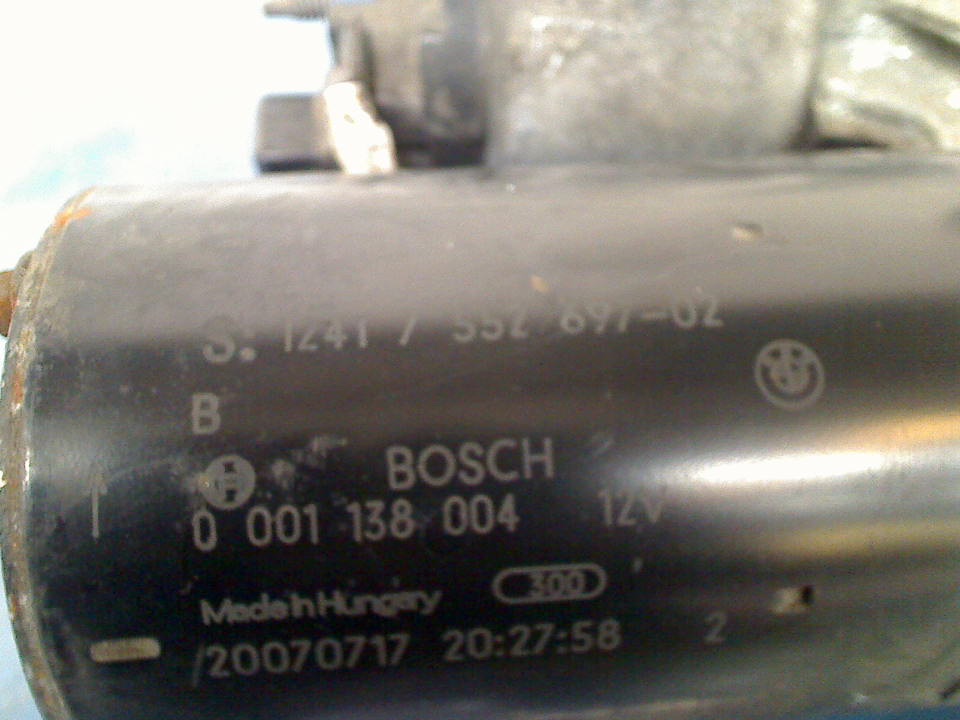 S: 1241 / 552 697-02
B
BOSCH
0 001 138 004 12V
Made in Hungary 300
/20070717 20:27:58 2